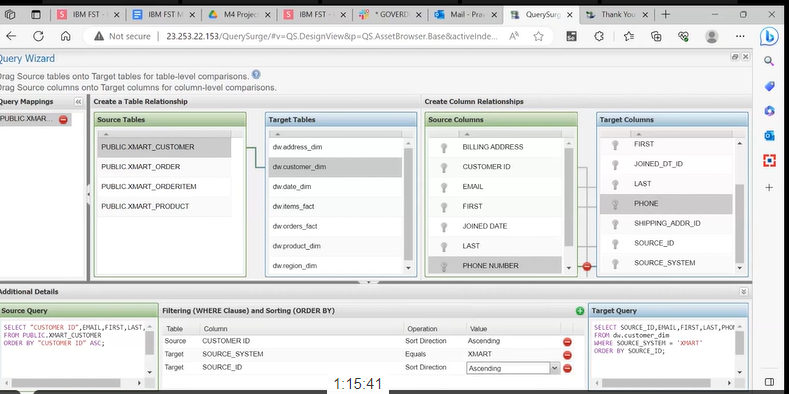 IBM FST - I
IBM FST M
M4 Projec
IBM FST - I
* GOVERD
Mail – Pra
QuerySurg
Thank You
Not secure
23.253.22.153/QuerySurge/#v=QS.DesignView&p=QS.AssetBrowser.Base&activeInde...
Query Wizard
Drag Source tables onto Target tables for table-level comparisons.
Drag Source columns onto Target columns for column-level comparisons.
Query Mappings
Create a Table Relationship
Create Column Relationships
PUBLIC.XMAR...
Source Tables
PUBLIC.XMART_CUSTOMER
PUBLIC.XMART_ORDER
PUBLIC.XMART_ORDERITEM
PUBLIC.XMART_PRODUCT
Target Tables
dw.address_dim
dw.customer_dim
dw.date_dim
dw.items_fact
dw.orders_fact
dw.product_dim
dw.region_dim
Source Columns
BILLING ADDRESS
CUSTOMER ID
EMAIL
FIRST
JOINED DATE
LAST
PHONE NUMBER
Target Columns
FIRST
JOINED_DT_ID
LAST
PHONE
SHIPPING_ADDR_ID
SOURCE_ID
SOURCE_SYSTEM
Additional Details
Source Query
SELECT "CUSTOMER ID",EMAIL,FIRST,LAST,
FROM PUBLIC.XMART_CUSTOMER
ORDER BY "CUSTOMER ID" ASC;
Filtering (WHERE Clause) and Sorting (ORDER BY)
Table Column Operation Value
Source CUSTOMER ID Sort Direction Ascending
Target SOURCE_SYSTEM Equals XMART
Target SOURCE_ID Sort Direction Ascending
Target Query
SELECT SOURCE_ID,EMAIL,FIRST,LAST,PHO
FROM dw.customer_dim
WHERE SOURCE_SYSTEM = 'XMART'
ORDER BY SOURCE_ID;
1:15:41